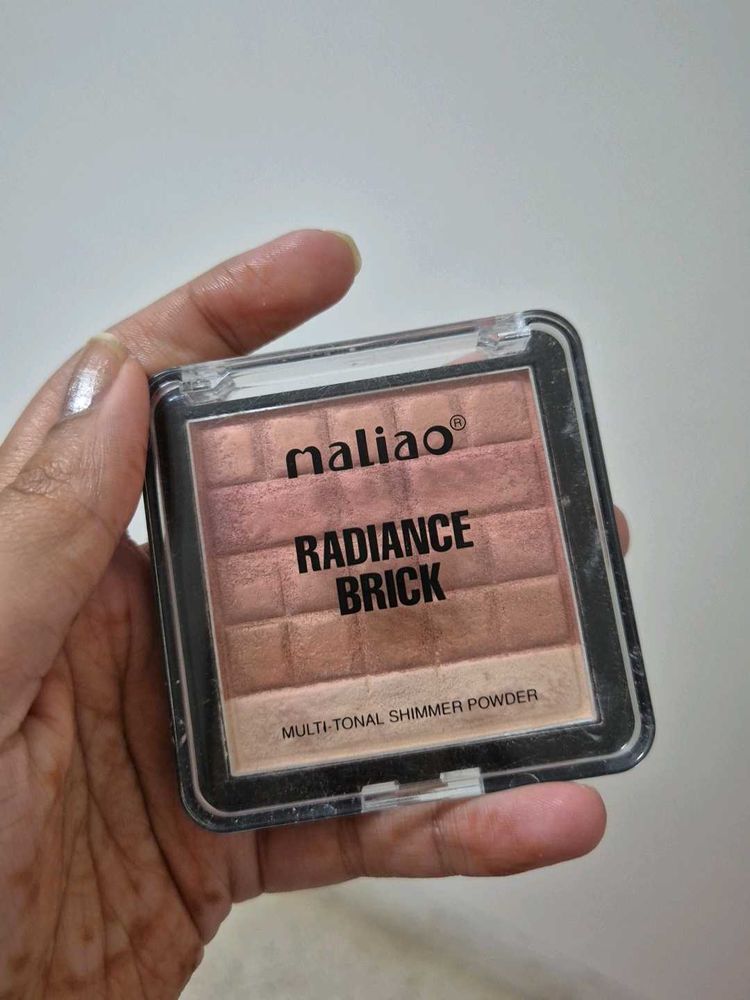 maliao®
RADIANCE
BRICK
MULTI-TONAL SHIMMER POWDER